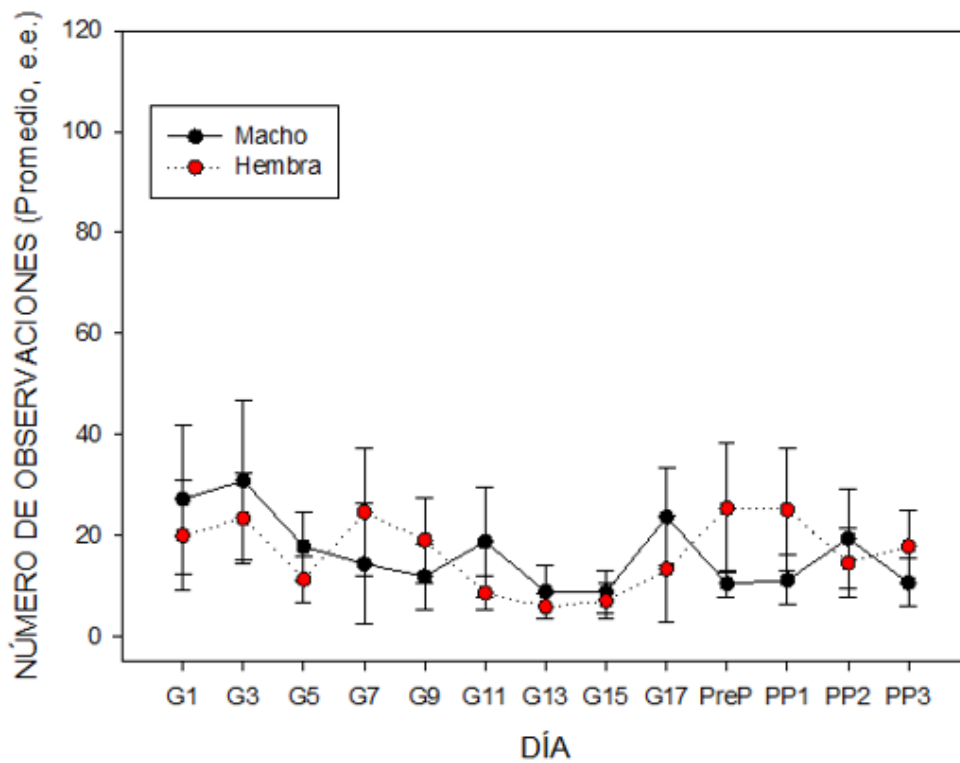 NÚMERO DE OBSERVACIONES (Promedio, e.e.)
120
100
80
60
40
20
0
Macho
Hembra
G1 G3 G5 G7 G9 G11 G13 G15 G17 PreP PP1 PP2 PP3
DÍA